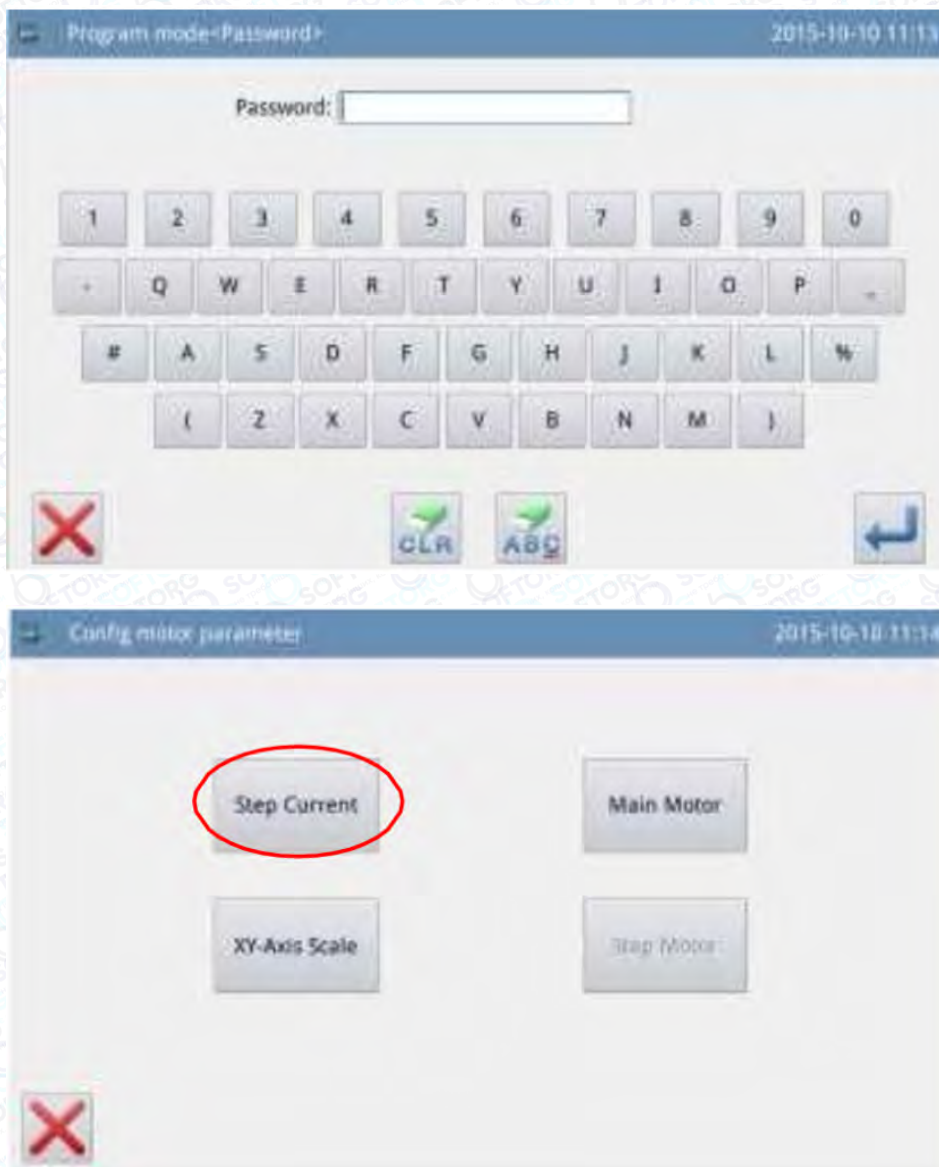 Program mode<Password> 2015-10-10 11:13
Password:
1 2 3 4 5 6 7 8 9 0
Q W E R T Y U I O P
# A S D F G H J K L %
( Z X C V B N M )
CLR ABC
Config motor parameter 2015-10-10 11:14
Step Current Main Motor
XY-Axis Scale Step Motor